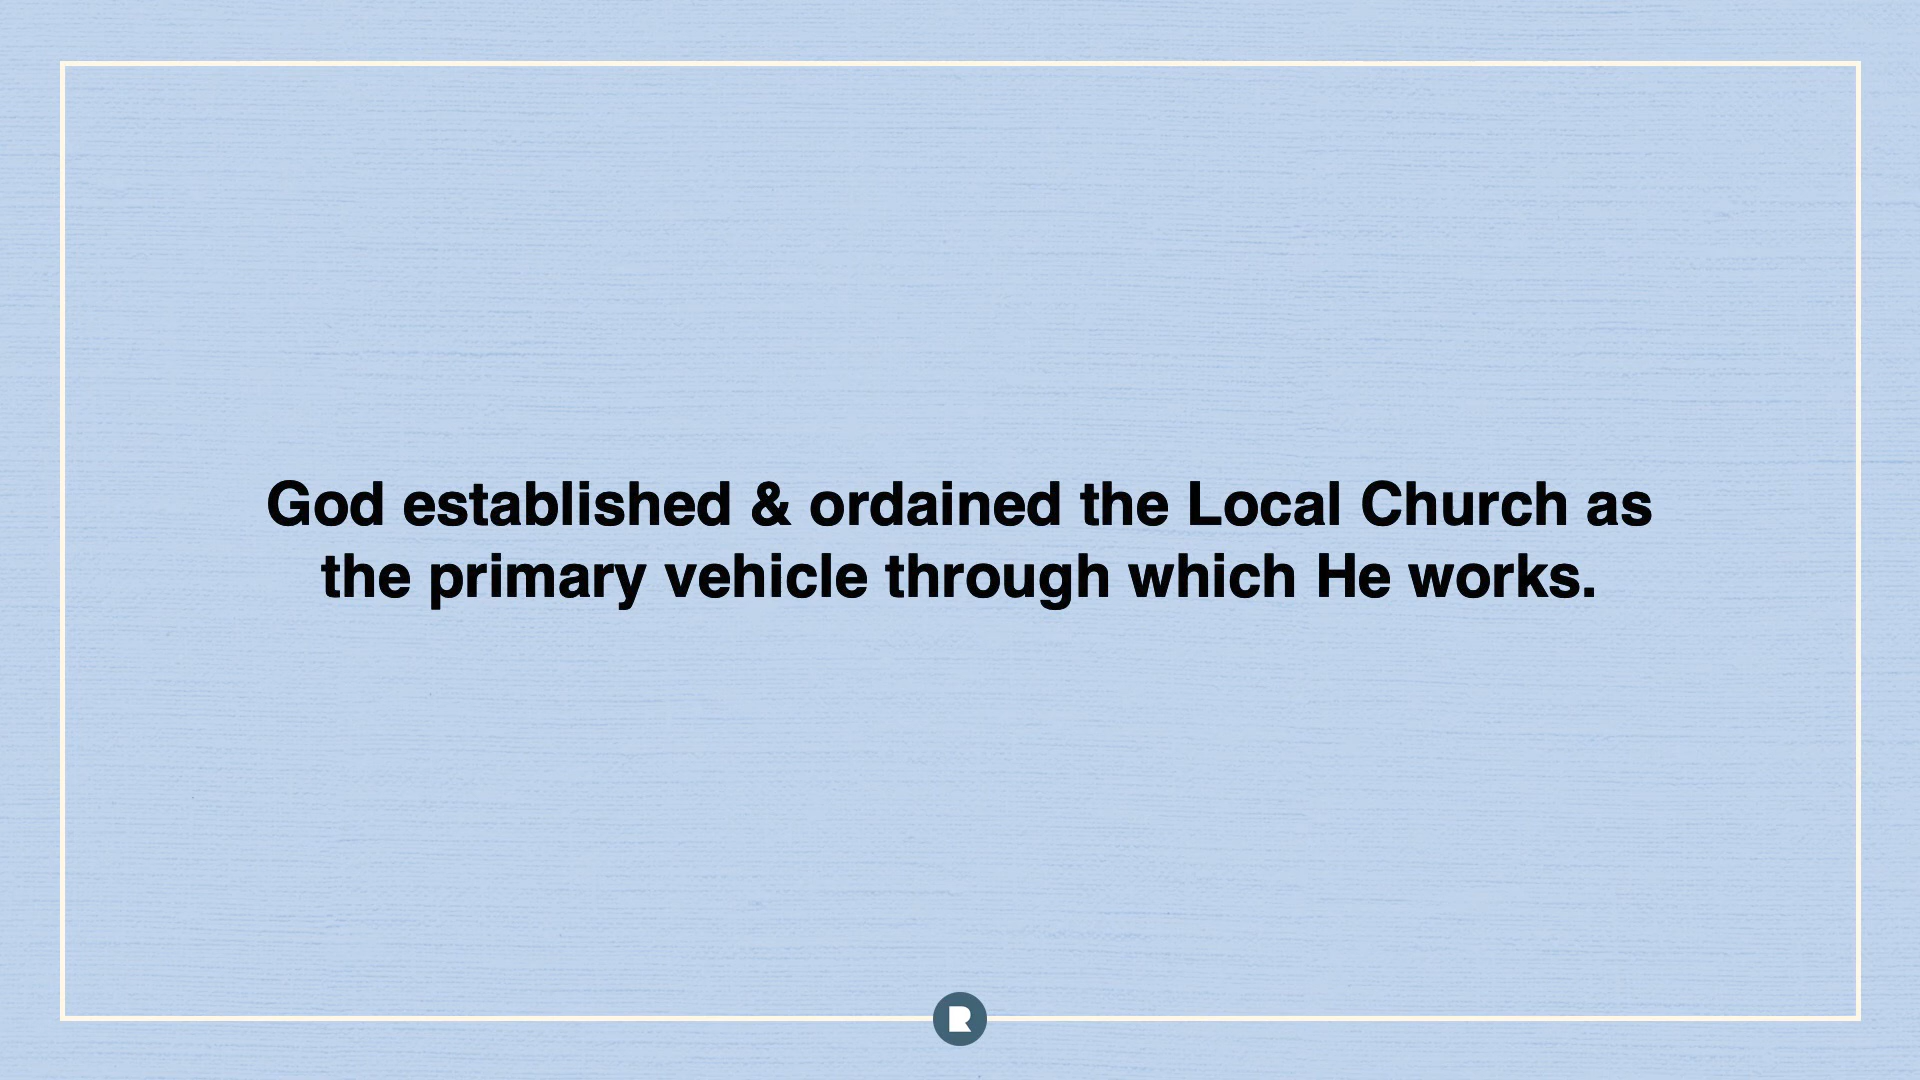 God established & ordained the Local Church as
the primary vehicle through which He works.
R